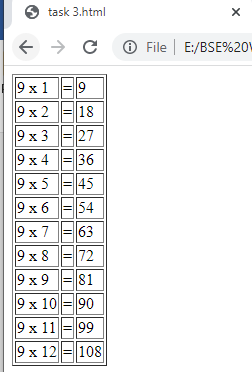 task 3.html
File E:/BSE%20
9 x 1 = 9
9 x 2 = 18
9 x 3 = 27
9 x 4 = 36
9 x 5 = 45
9 x 6 = 54
9 x 7 = 63
9 x 8 = 72
9 x 9 = 81
9 x 10 = 90
9 x 11 = 99
9 x 12 = 108